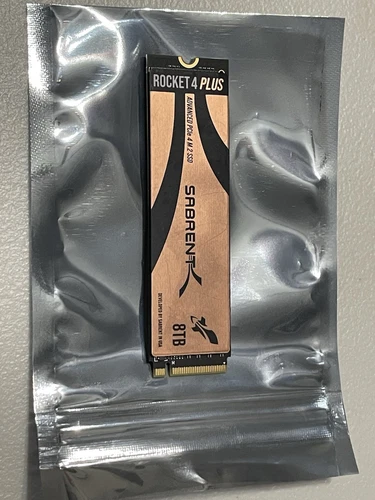 ROCKET 4 PLUS
ADVANCED PCIe 4 M.2 SSD
SABRENT
8TB
DEVELOPED BY SABRENT IN USA